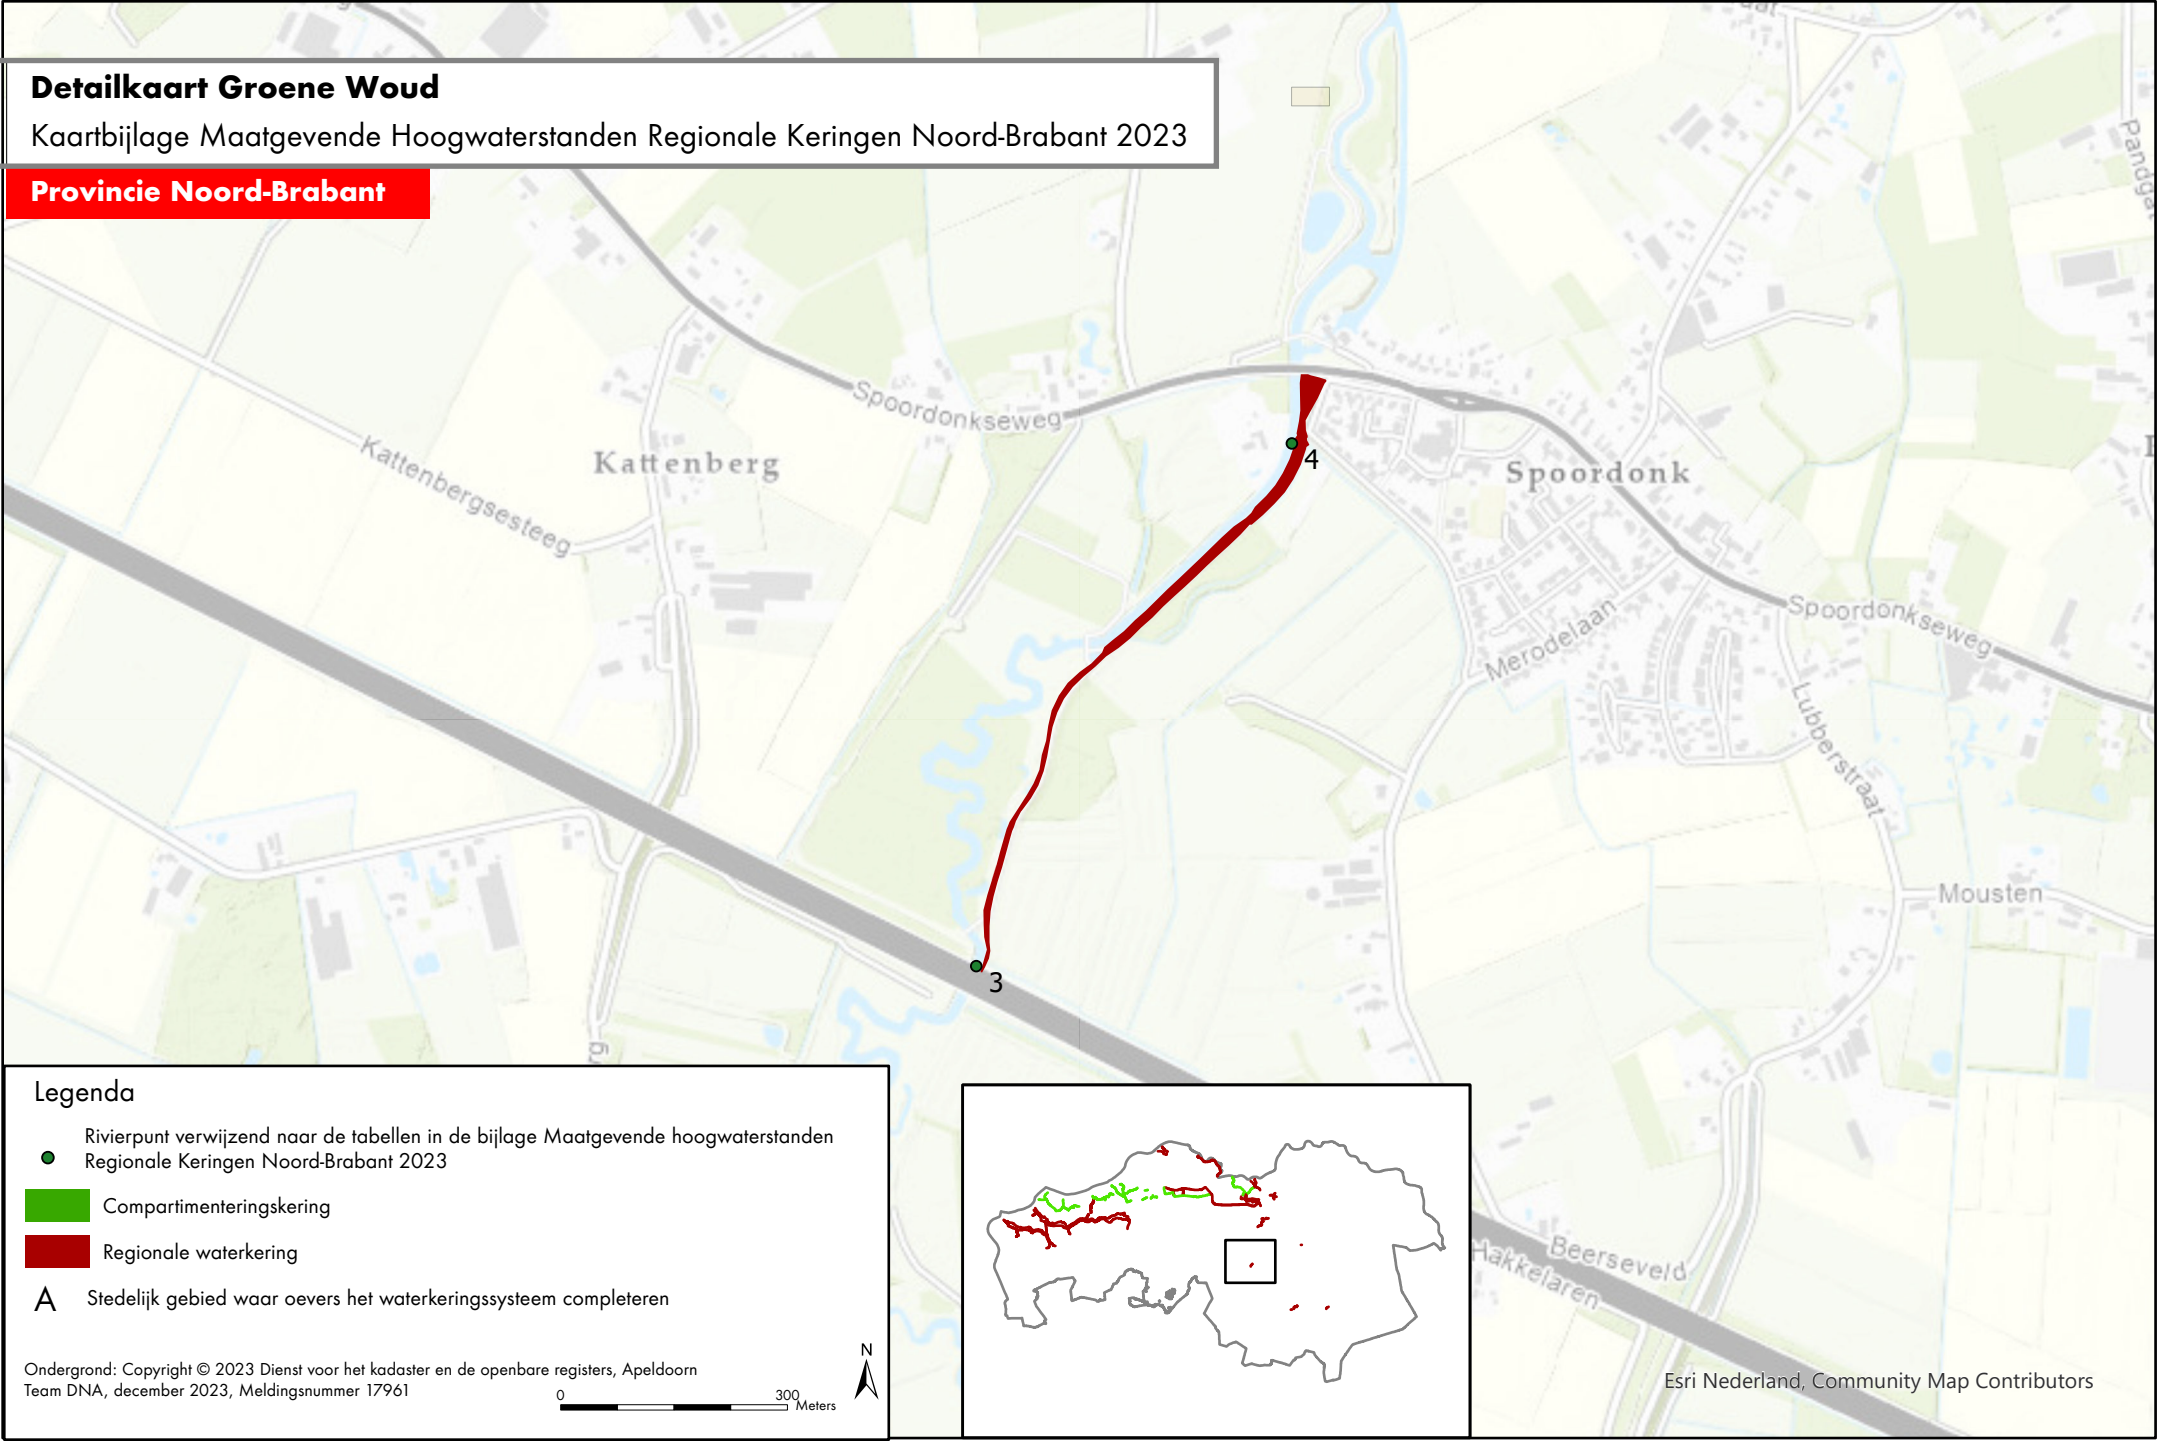 Detailkaart Groene Woud
Kaartbijlage Maatgevende Hoogwaterstanden Regionale Keringen Noord-Brabant 2023
Provincie Noord-Brabant
Pandga
Spoordonkseweg
Kattenbergsesteeg
Kattenberg
4
Spoordonk
Spoordonkseweg
Merodelaan
Lubberstraat
Mousten
3
rg
Beerseveld
Hakkelaren
Legenda
Rivierpunt verwijzend naar de tabellen in de bijlage Maatgevende hoogwaterstanden
Regionale Keringen Noord-Brabant 2023
Compartimenteringskering
Regionale waterkering
A Stedelijk gebied waar oevers het waterkeringssysteem completeren
Ondergrond: Copyright © 2023 Dienst voor het kadaster en de openbare registers, Apeldoorn
Team DNA, december 2023, Meldingsnummer 17961
0 300
Meters
N
Esri Nederland, Community Map Contributors